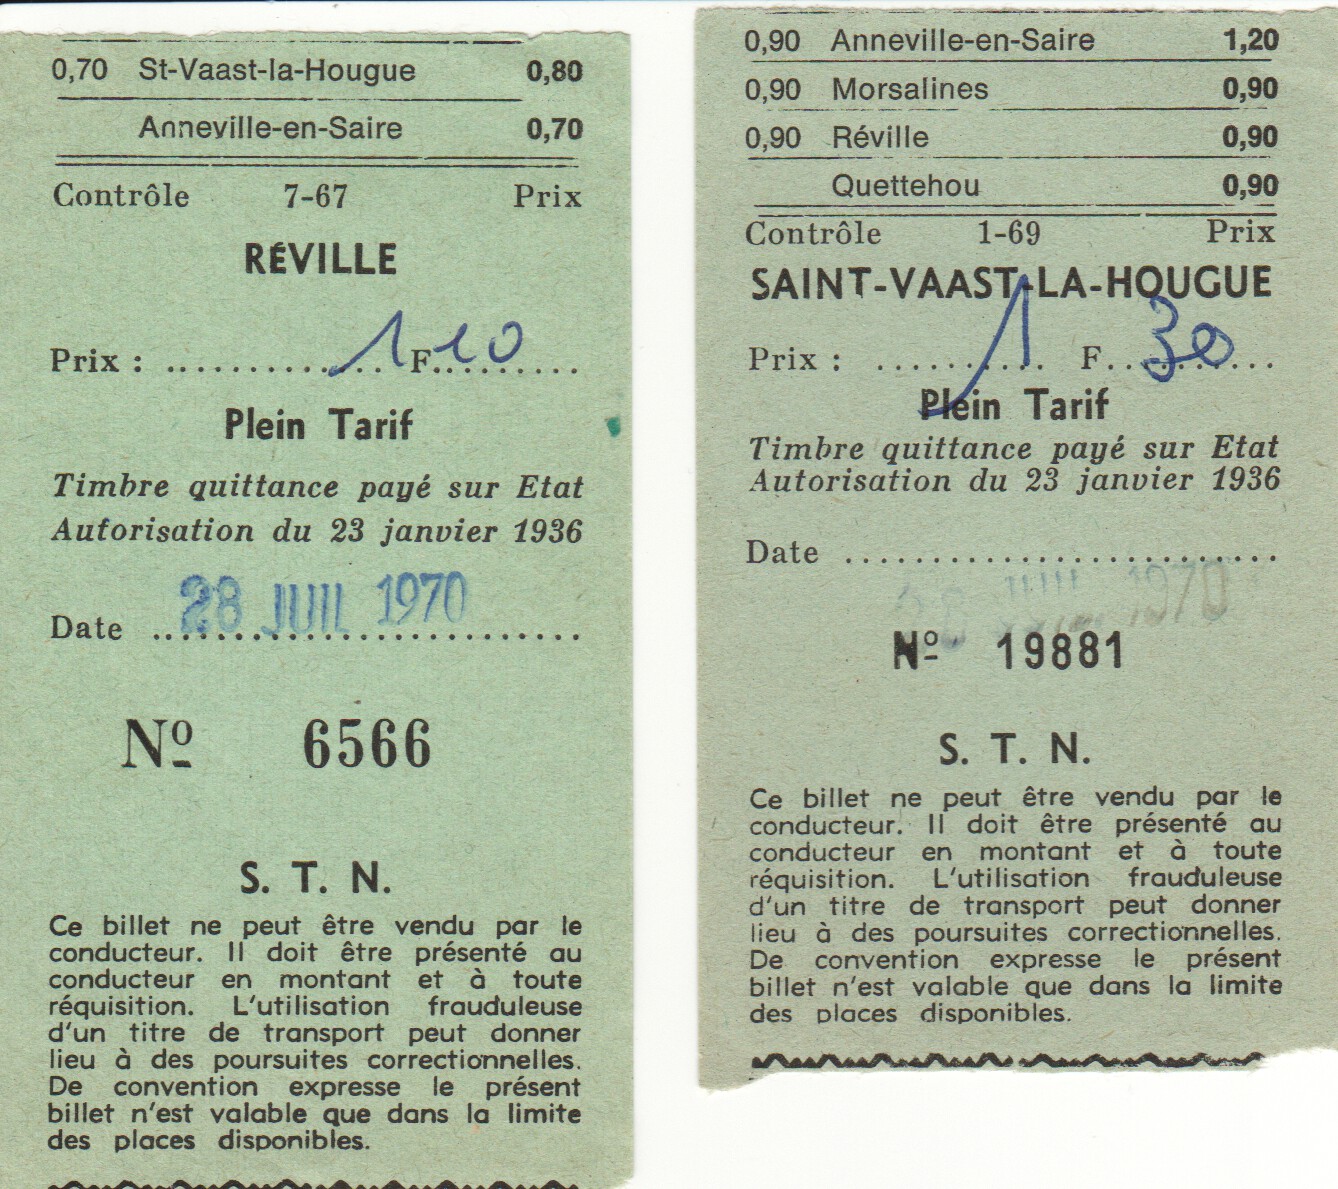 0,70 St-Vaast-la-Hougue 0,80
Anneville-en-Saire 0,70
Contrôle 7-67 Prix
RÉVILLE
Prix : .............1 F 10.........
Plein Tarif
Timbre quittance payé sur Etat
Autorisation du 23 janvier 1936
Date 28 JUIL 1970
Nº 6566
S. T. N.
Ce billet ne peut être vendu par le
conducteur. Il doit être présenté au
conducteur en montant et à toute
réquisition. L'utilisation frauduleuse
d'un titre de transport peut donner
lieu à des poursuites correctionnelles.
De convention expresse le présent
billet n'est valable que dans la limite
des places disponibles.
0,90 Anneville-en-Saire 1,20
0,90 Morsalines 0,90
0,90 Réville 0,90
Quettehou 0,90
Contrôle 1-69 Prix
SAINT-VAAST-LA-HOUGUE
Prix : ..........1.. F...30...
Plein Tarif
Timbre quittance payé sur Etat
Autorisation du 23 janvier 1936
Date .........................
1970
Nº 19881
S. T. N.
Ce billet ne peut être vendu par le
conducteur. Il doit être présenté au
conducteur en montant et à toute
réquisition. L'utilisation frauduleuse
d'un titre de transport peut donner
lieu à des poursuites correctionnelles.
De convention expresse le présent
billet n'est valable que dans la limite
des places disponibles.